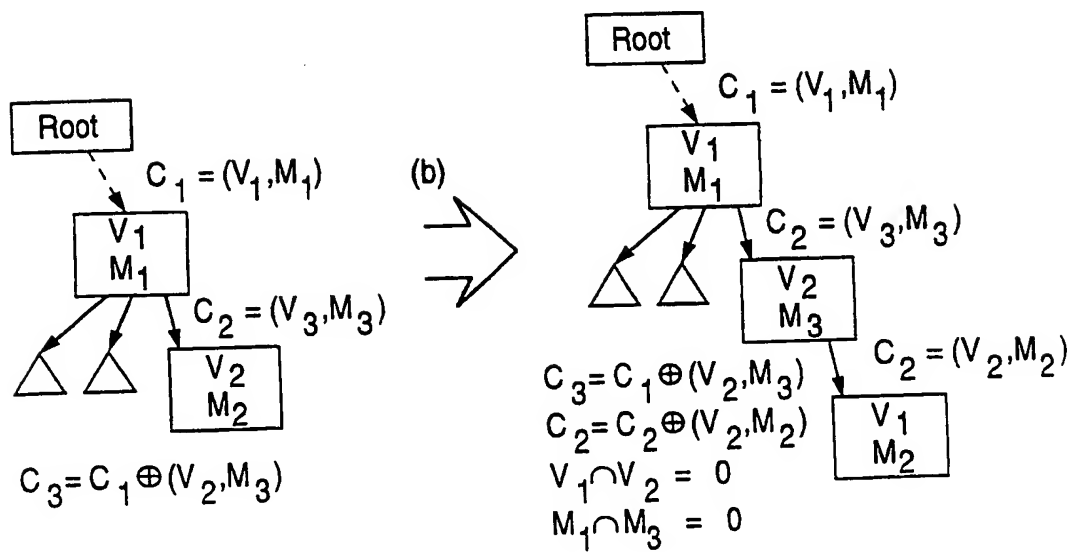 Root
C1 = (V1,M1)
V1
M1
C2 = (V3,M3)
V2
M2
C3=C1⊕(V2,M3)
(b)
Root
C1 = (V1,M1)
V1
M1
C2 = (V3,M3)
V2
M3
C2 = (V2,M2)
V1
M2
C3=C1⊕(V2,M3)
C2=C2⊕(V2,M2)
V1∩V2 = 0
M1∩M3 = 0